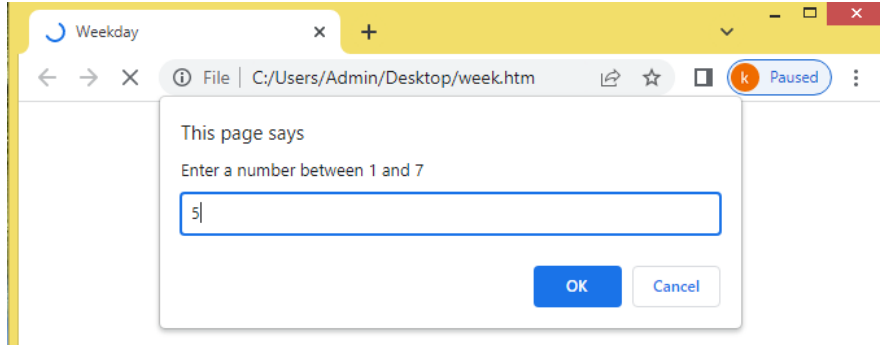 Weekday
File C:/Users/Admin/Desktop/week.htm k Paused
This page says
Enter a number between 1 and 7
5
OK Cancel